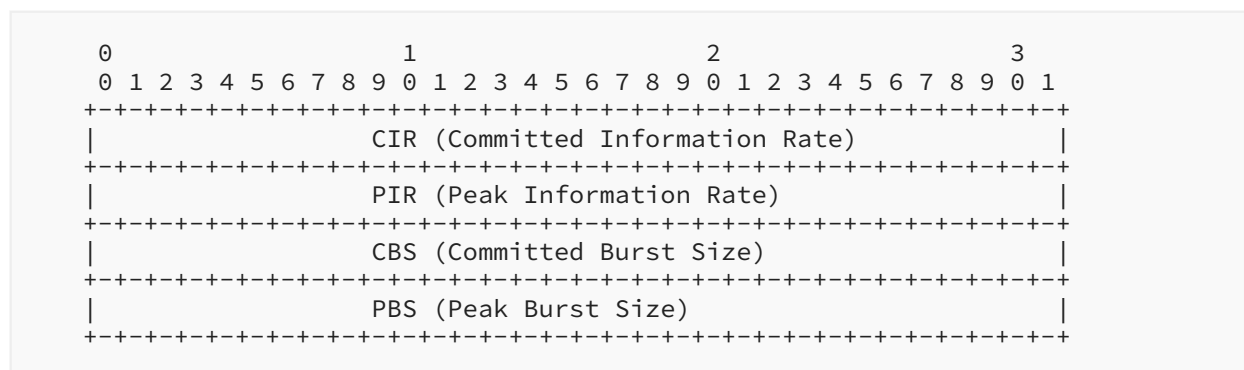 0                   1                   2                   3
 0 1 2 3 4 5 6 7 8 9 0 1 2 3 4 5 6 7 8 9 0 1 2 3 4 5 6 7 8 9 0 1
+-+-+-+-+-+-+-+-+-+-+-+-+-+-+-+-+-+-+-+-+-+-+-+-+-+-+-+-+-+-+-+-+
|                  CIR (Committed Information Rate)             |
+-+-+-+-+-+-+-+-+-+-+-+-+-+-+-+-+-+-+-+-+-+-+-+-+-+-+-+-+-+-+-+-+
|                  PIR (Peak Information Rate)                  |
+-+-+-+-+-+-+-+-+-+-+-+-+-+-+-+-+-+-+-+-+-+-+-+-+-+-+-+-+-+-+-+-+
|                  CBS (Committed Burst Size)                   |
+-+-+-+-+-+-+-+-+-+-+-+-+-+-+-+-+-+-+-+-+-+-+-+-+-+-+-+-+-+-+-+-+
|                  PBS (Peak Burst Size)                        |
+-+-+-+-+-+-+-+-+-+-+-+-+-+-+-+-+-+-+-+-+-+-+-+-+-+-+-+-+-+-+-+-+